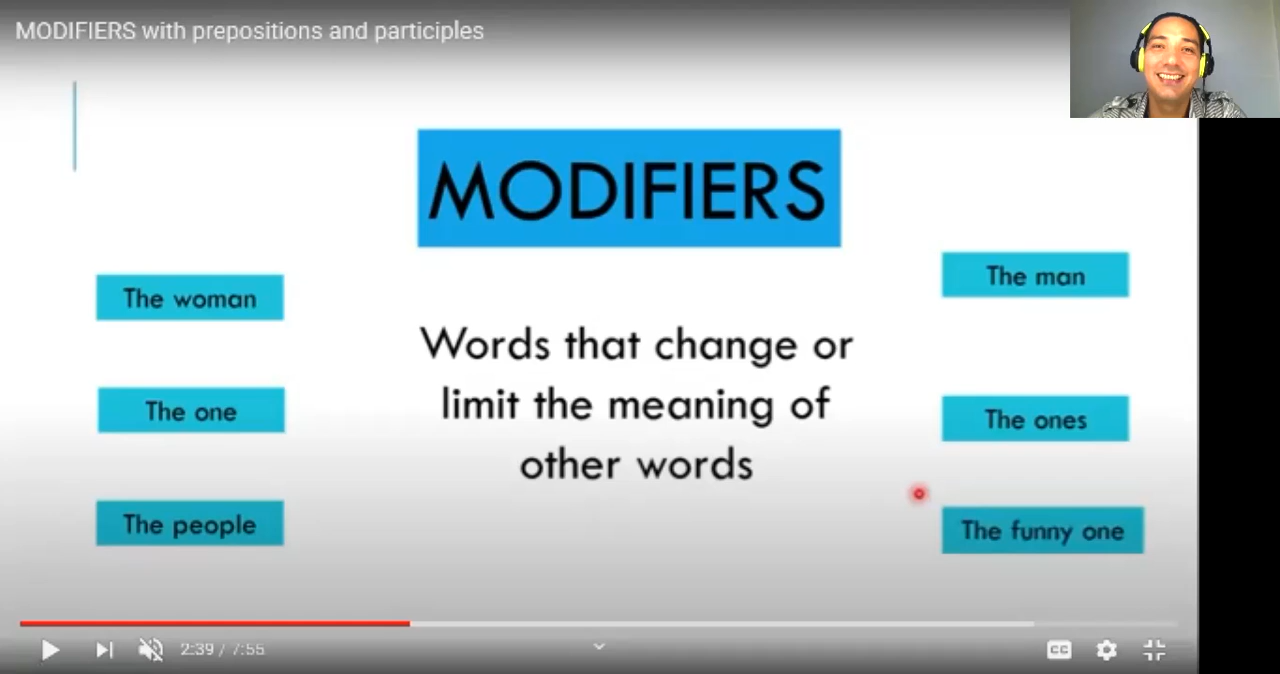 MODIFIERS with prepositions and participles
MODIFIERS
The woman
The one
The people
Words that change or
limit the meaning of
other words
The man
The ones
The funny one
2:39 / 7:55
CC